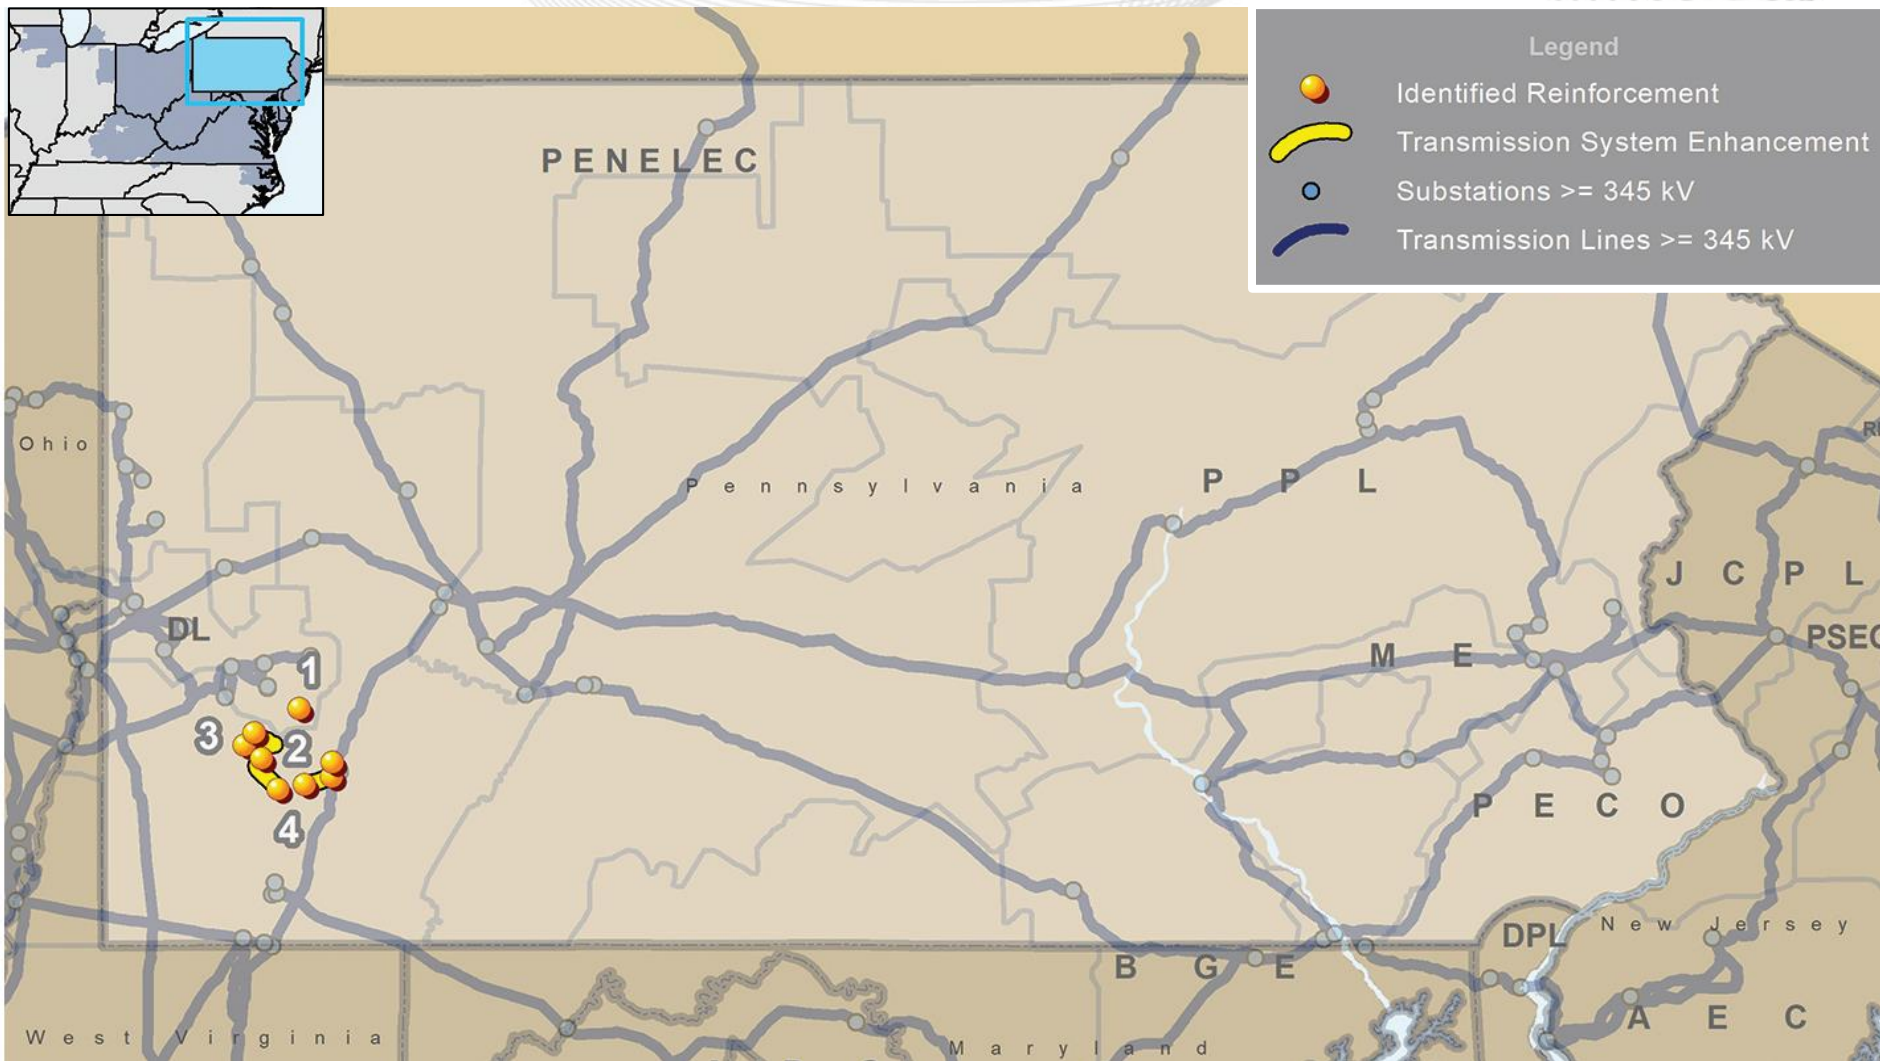 Legend
Identified Reinforcement
Transmission System Enhancement
Substations >= 345 kV
Transmission Lines >= 345 kV
PENELEC
Ohio
Pennsylvania
PPL
JCPL
DL
PSEG
ME
1
3
2
4
PECO
DPL
New Jersey
BGE
AEC
West Virginia
Maryland